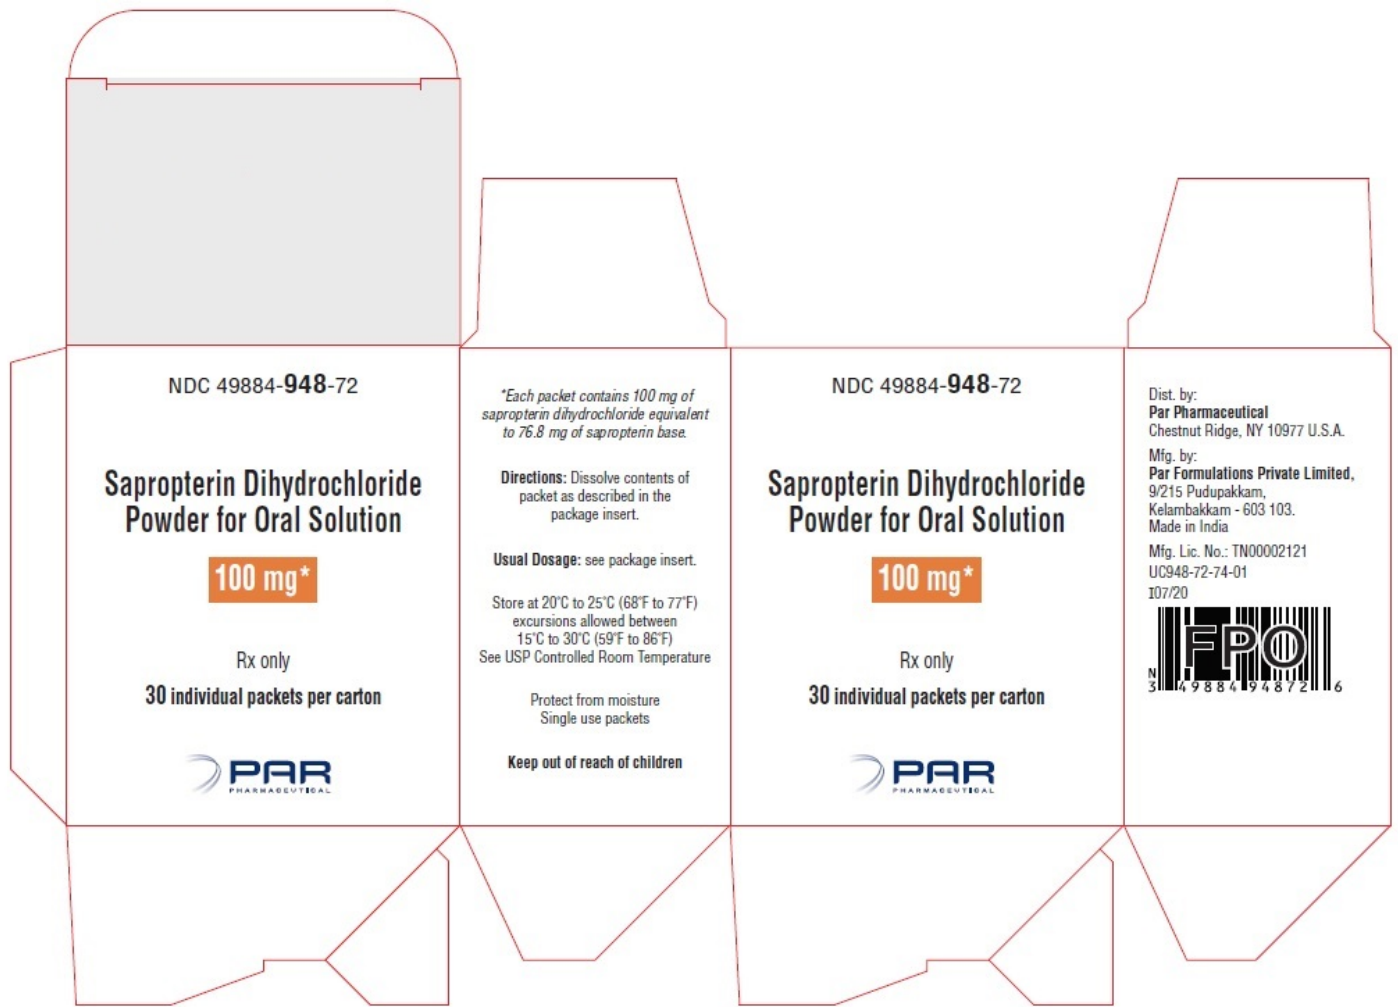 NDC 49884-948-72
Sapropterin Dihydrochloride
Powder for Oral Solution
100 mg*
Rx only
30 individual packets per carton
PAR
PHARMACEUTICAL
*Each packet contains 100 mg of
sapropterin dihydrochloride equivalent
to 76.8 mg of sapropterin base.
Directions: Dissolve contents of
packet as described in the
package insert.
Usual Dosage: see package insert.
Store at 20°C to 25°C (68°F to 77°F)
excursions allowed between
15°C to 30°C (59°F to 86°F)
See USP Controlled Room Temperature
Protect from moisture
Single use packets
Keep out of reach of children
NDC 49884-948-72
Sapropterin Dihydrochloride
Powder for Oral Solution
100 mg*
Rx only
30 individual packets per carton
PAR
PHARMACEUTICAL
Dist. by:
Par Pharmaceutical
Chestnut Ridge, NY 10977 U.S.A.
Mfg. by:
Par Formulations Private Limited,
9/215 Pudupakkam,
Kelambakkam - 603 103.
Made in India
Mfg. Lic. No.: TN00002121
UC948-72-74-01
I07/20
FPO
N
3 49884 94872 6